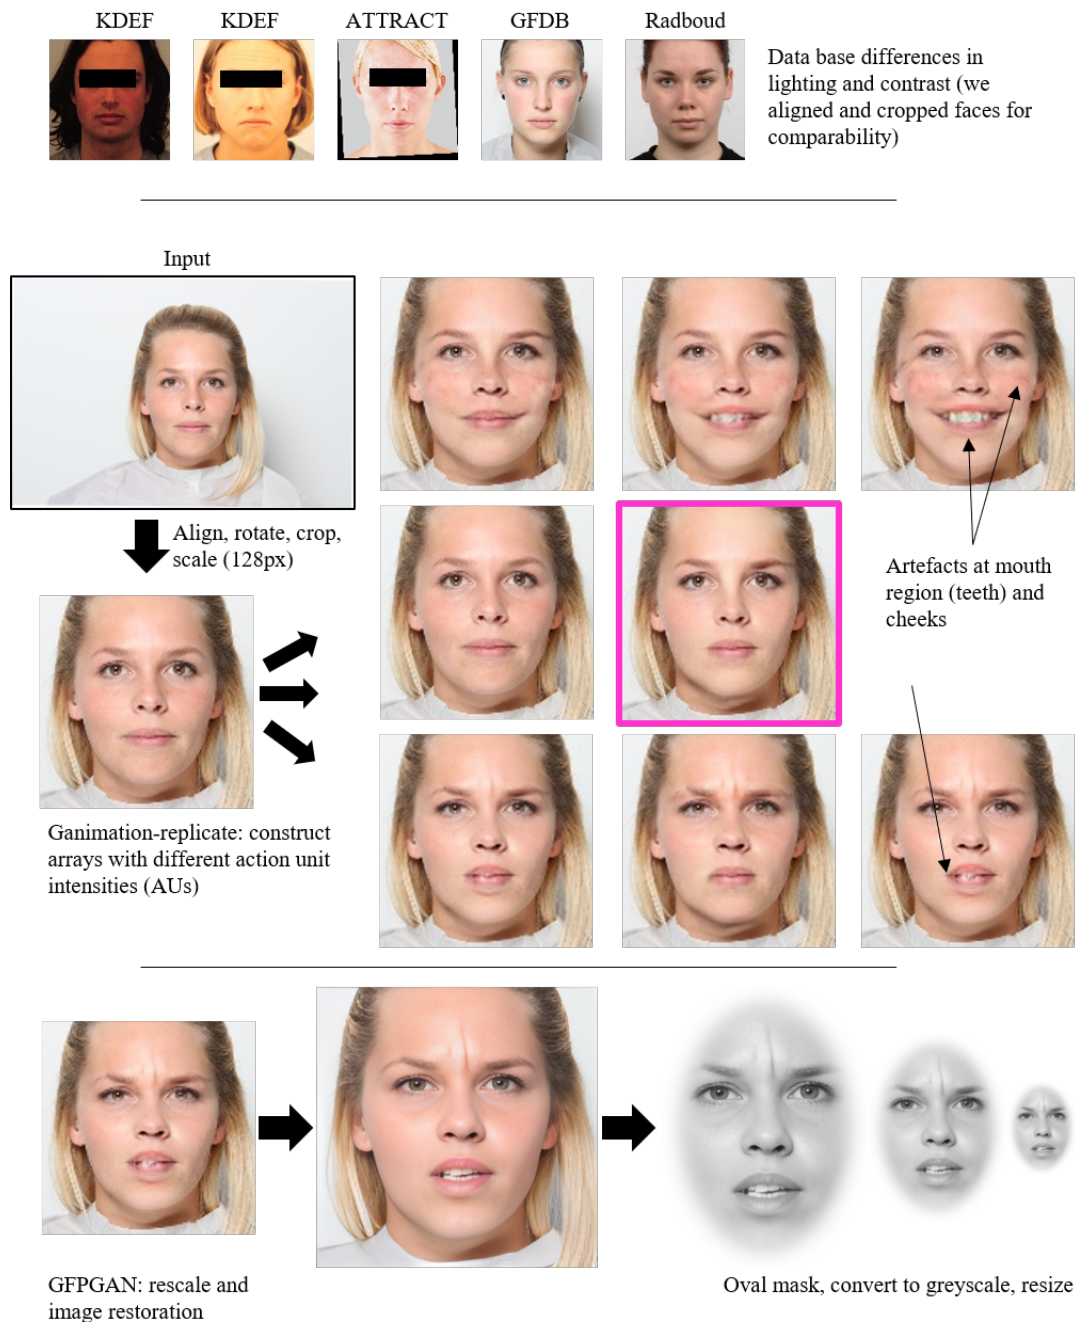 KDEF
KDEF
ATTRACT
GFDB
Radboud
Data base differences in
lighting and contrast (we
aligned and cropped faces for
comparability)
Input
Align, rotate, crop,
scale (128px)
Artefacts at mouth
region (teeth) and
cheeks
Ganimation-replicate: construct
arrays with different action unit
intensities (AUs)
GFPGAN: rescale and
image restoration
Oval mask, convert to greyscale, resize